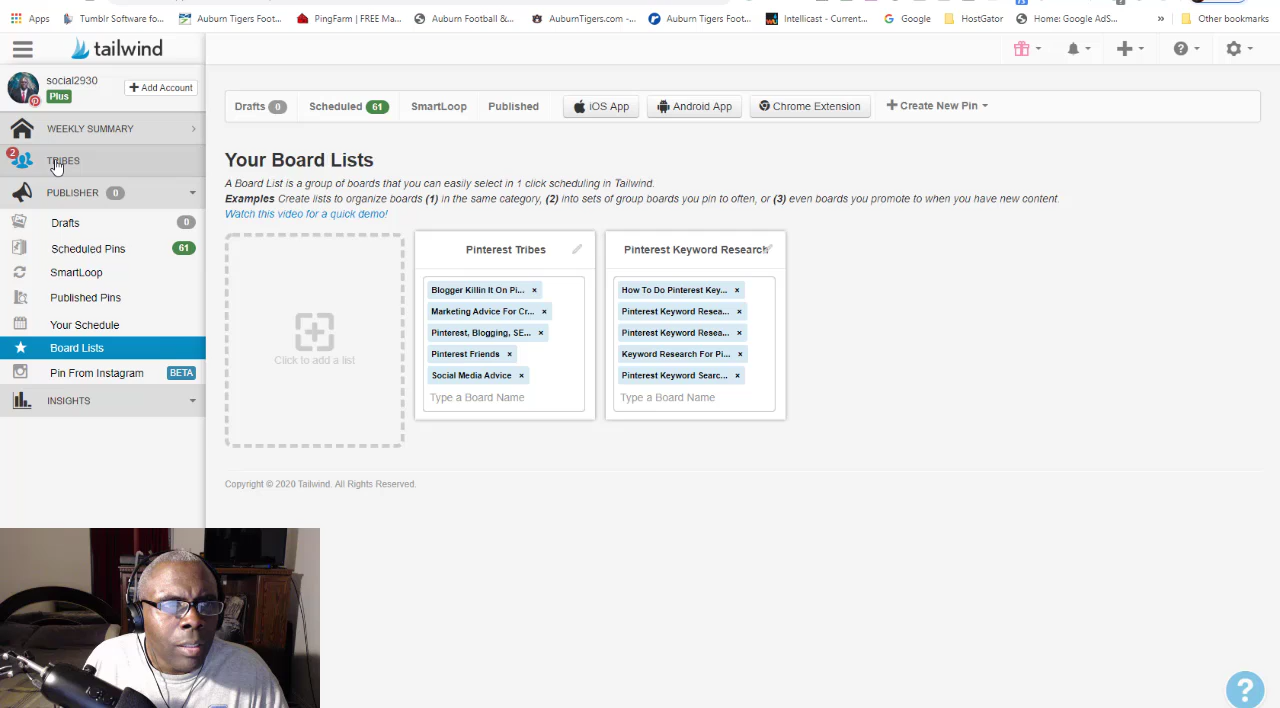 Apps
Tumblr Software fo...
Auburn Tigers Foot...
PingFarm | FREE Ma...
Auburn Football &...
AuburnTigers.com -...
Auburn Tigers Foot...
Intellicast - Current...
Google
HostGator
Home: Google AdS...
»
Other bookmarks
tailwind
social2930
Plus
+ Add Account
WEEKLY SUMMARY
2
TRIBES
PUBLISHER 0
Drafts 0
Scheduled Pins 61
SmartLoop
Published Pins
Your Schedule
Board Lists
Pin From Instagram BETA
INSIGHTS
Drafts 0
Scheduled 61
SmartLoop
Published
iOS App
Android App
Chrome Extension
+ Create New Pin
Your Board Lists
A Board List is a group of boards that you can easily select in 1 click scheduling in Tailwind.
Examples Create lists to organize boards (1) in the same category, (2) into sets of group boards you pin to often, or (3) even boards you promote to when you have new content.
Watch this video for a quick demo!
Click to add a list
Pinterest Tribes
Blogger Killin It On Pi... ×
Marketing Advice For Cr... ×
Pinterest, Blogging, SE... ×
Pinterest Friends ×
Social Media Advice ×
Type a Board Name
Pinterest Keyword Research
How To Do Pinterest Key... ×
Pinterest Keyword Resea... ×
Pinterest Keyword Resea... ×
Keyword Research For Pi... ×
Pinterest Keyword Searc... ×
Type a Board Name
Copyright © 2020 Tailwind. All Rights Reserved.
?